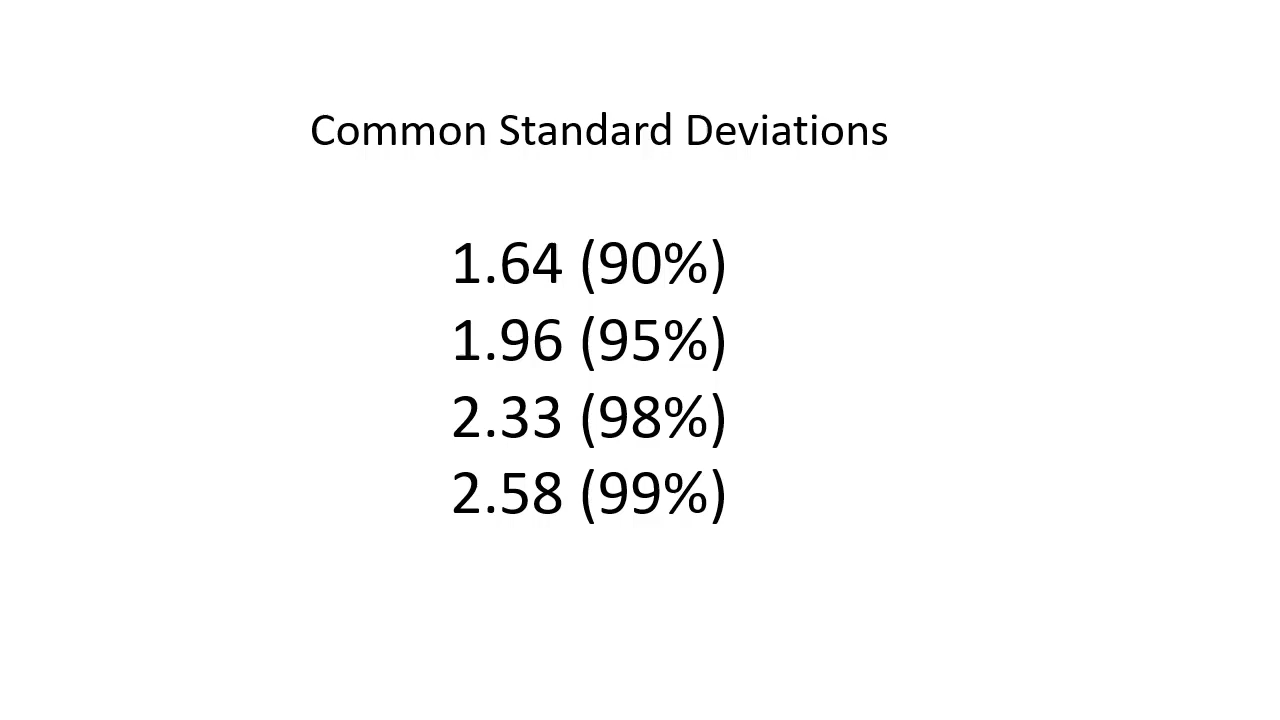 Common Standard Deviations
1.64 (90%)
1.96 (95%)
2.33 (98%)
2.58 (99%)